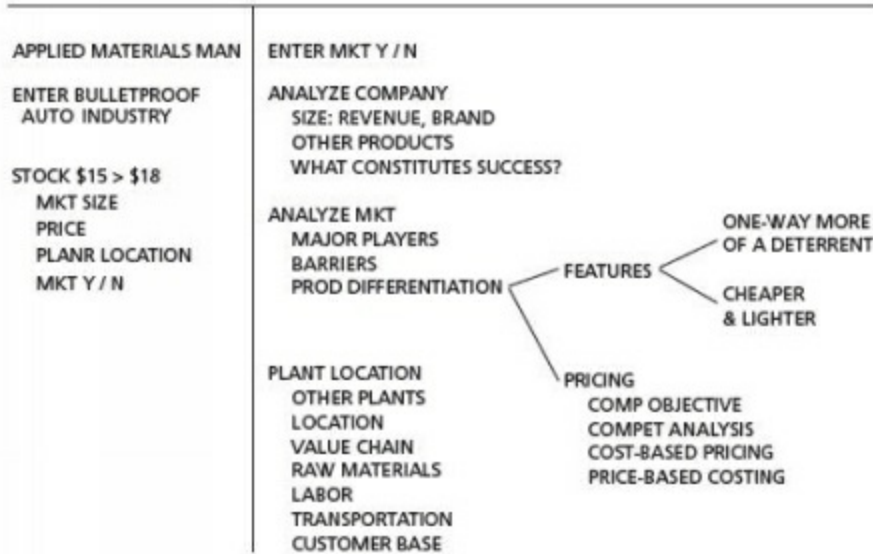 APPLIED MATERIALS MAN
ENTER BULLETPROOF
AUTO INDUSTRY
STOCK $15 > $18
MKT SIZE
PRICE
PLANR LOCATION
MKT Y / N
ENTER MKT Y / N
ANALYZE COMPANY
SIZE: REVENUE, BRAND
OTHER PRODUCTS
WHAT CONSTITUTES SUCCESS?
ANALYZE MKT
MAJOR PLAYERS
BARRIERS
PROD DIFFERENTIATION
FEATURES
ONE-WAY MORE
OF A DETERRENT
CHEAPER
& LIGHTER
PRICING
COMP OBJECTIVE
COMPET ANALYSIS
COST-BASED PRICING
PRICE-BASED COSTING
PLANT LOCATION
OTHER PLANTS
LOCATION
VALUE CHAIN
RAW MATERIALS
LABOR
TRANSPORTATION
CUSTOMER BASE